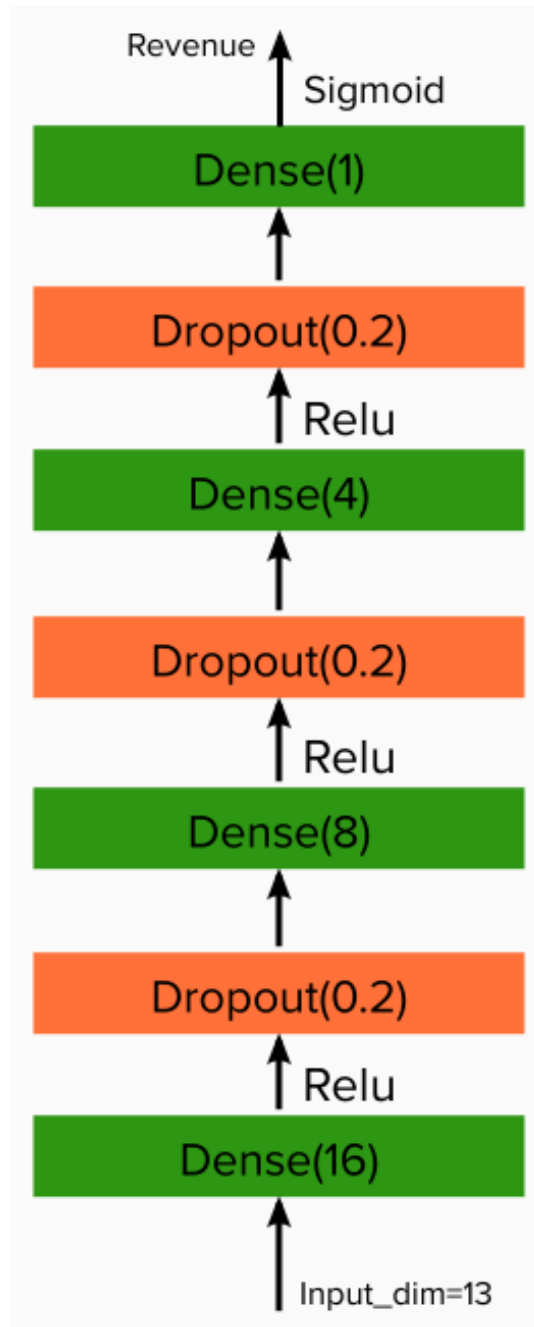 Revenue
Sigmoid
Dense(1)
Dropout(0.2)
Relu
Dense(4)
Dropout(0.2)
Relu
Dense(8)
Dropout(0.2)
Relu
Dense(16)
Input_dim=13